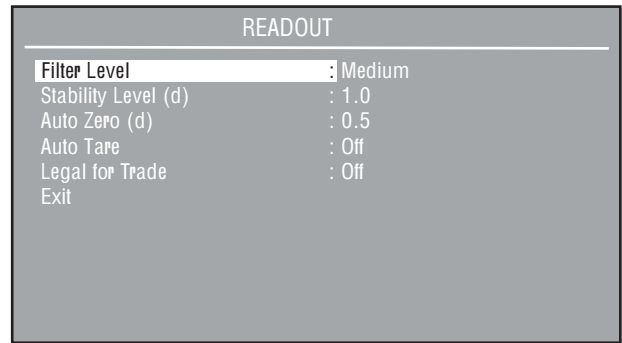 READOUT
Filter Level : Medium
Stability Level (d) : 1.0
Auto Zero (d) : 0.5
Auto Tare : Off
Legal for Trade : Off
Exit